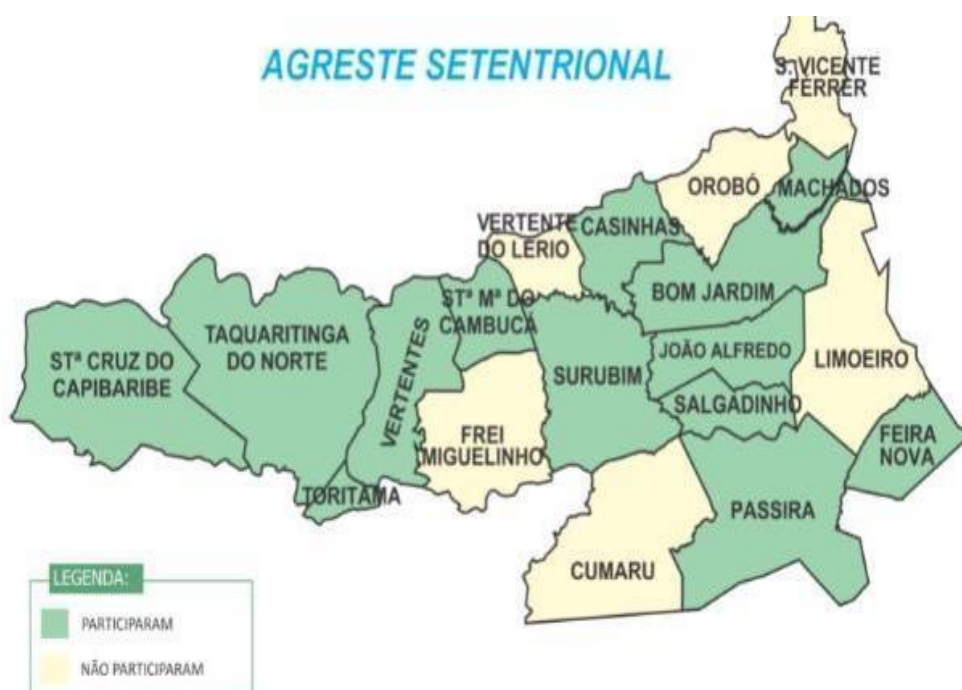 AGRESTE SETENTRIONAL
S. VICENTE
FÉRRER
OROBÓ
MACHADOS
VERTENTE
DO LÉRIO
CASINHAS
STª Mª DO
CAMBUCÁ
BOM JARDIM
TAQUARITINGA
DO NORTE
STª CRUZ DO
CAPIBARIBE
VERTENTES
SURUBIM
JOÃO ALFREDO
LIMOEIRO
SALGADINHO
FREI
MIGUELINHO
FEIRA
NOVA
TORITAMA
PASSIRA
CUMARU
LEGENDA:
PARTICIPARAM
NÃO PARTICIPARAM